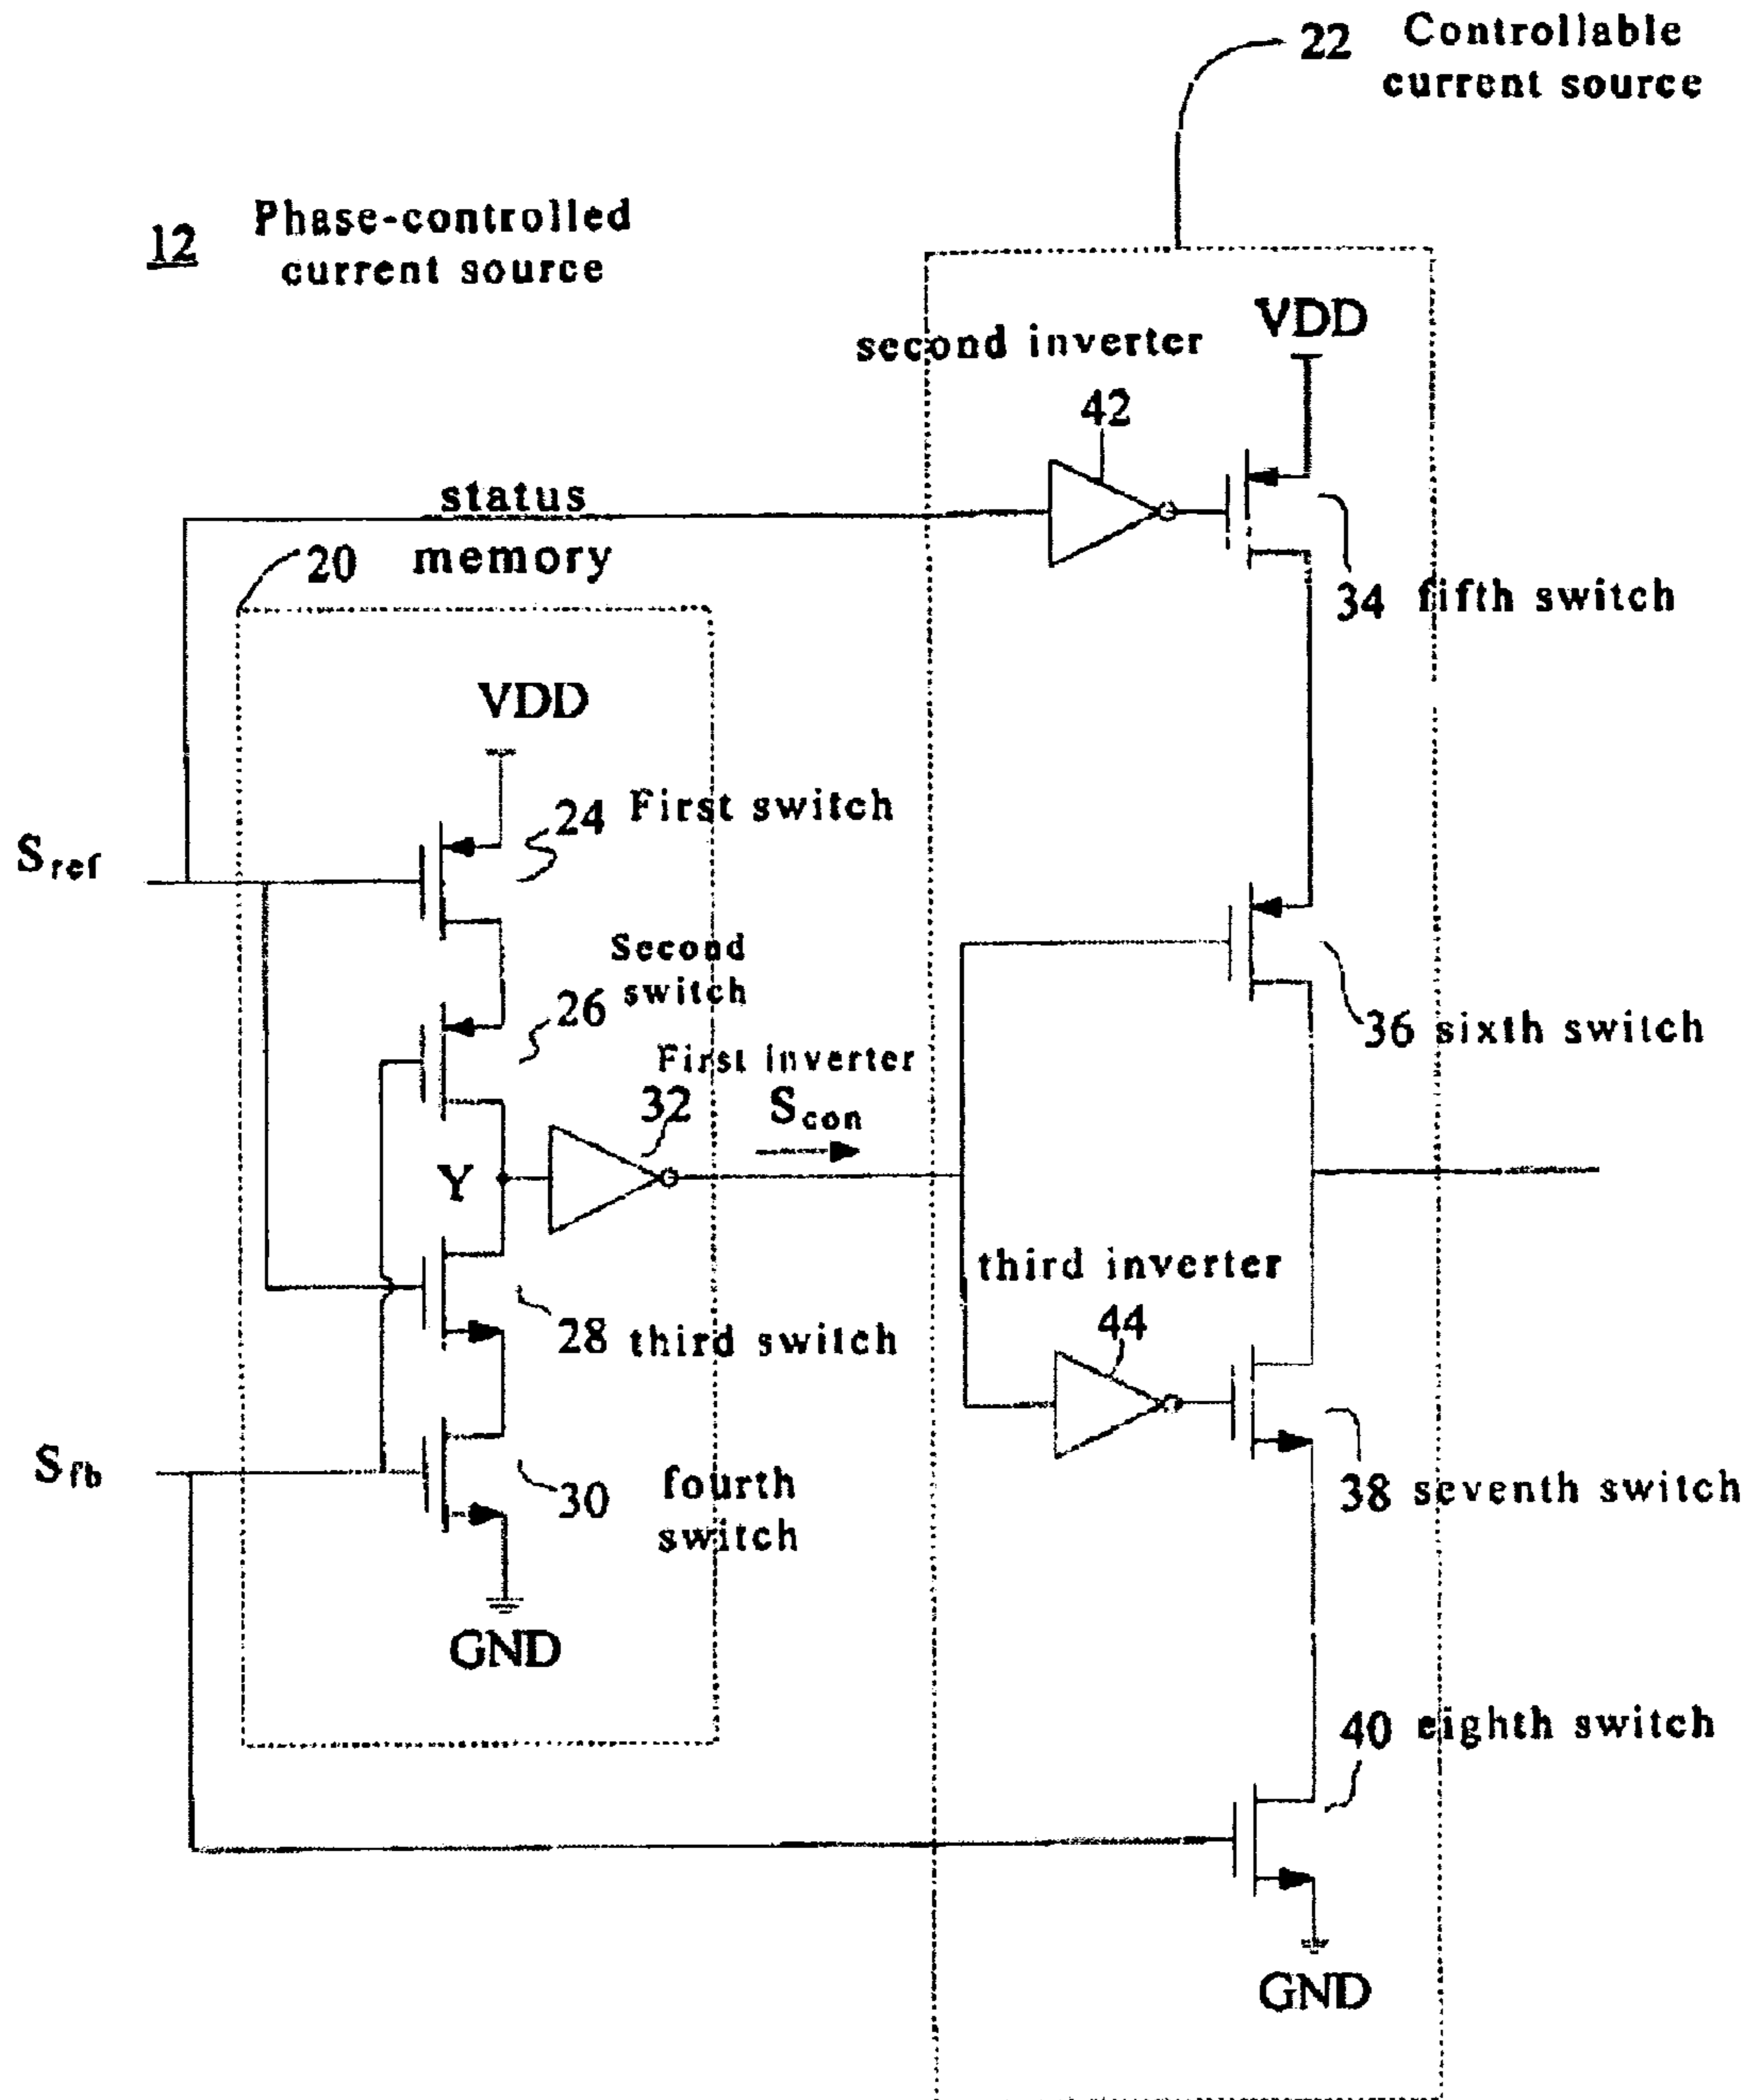 22 Controllable
current source
12 Phase-controlled
current source
VDD
second inverter
42
status
20 memory
34 fifth switch
VDD
24 First switch
Sref
Second
26 switch
36 sixth switch
First inverter
32 Scon
Y
third inverter
44
28 third switch
Sfb
30 fourth
switch
38 seventh switch
GND
40 eighth switch
GND